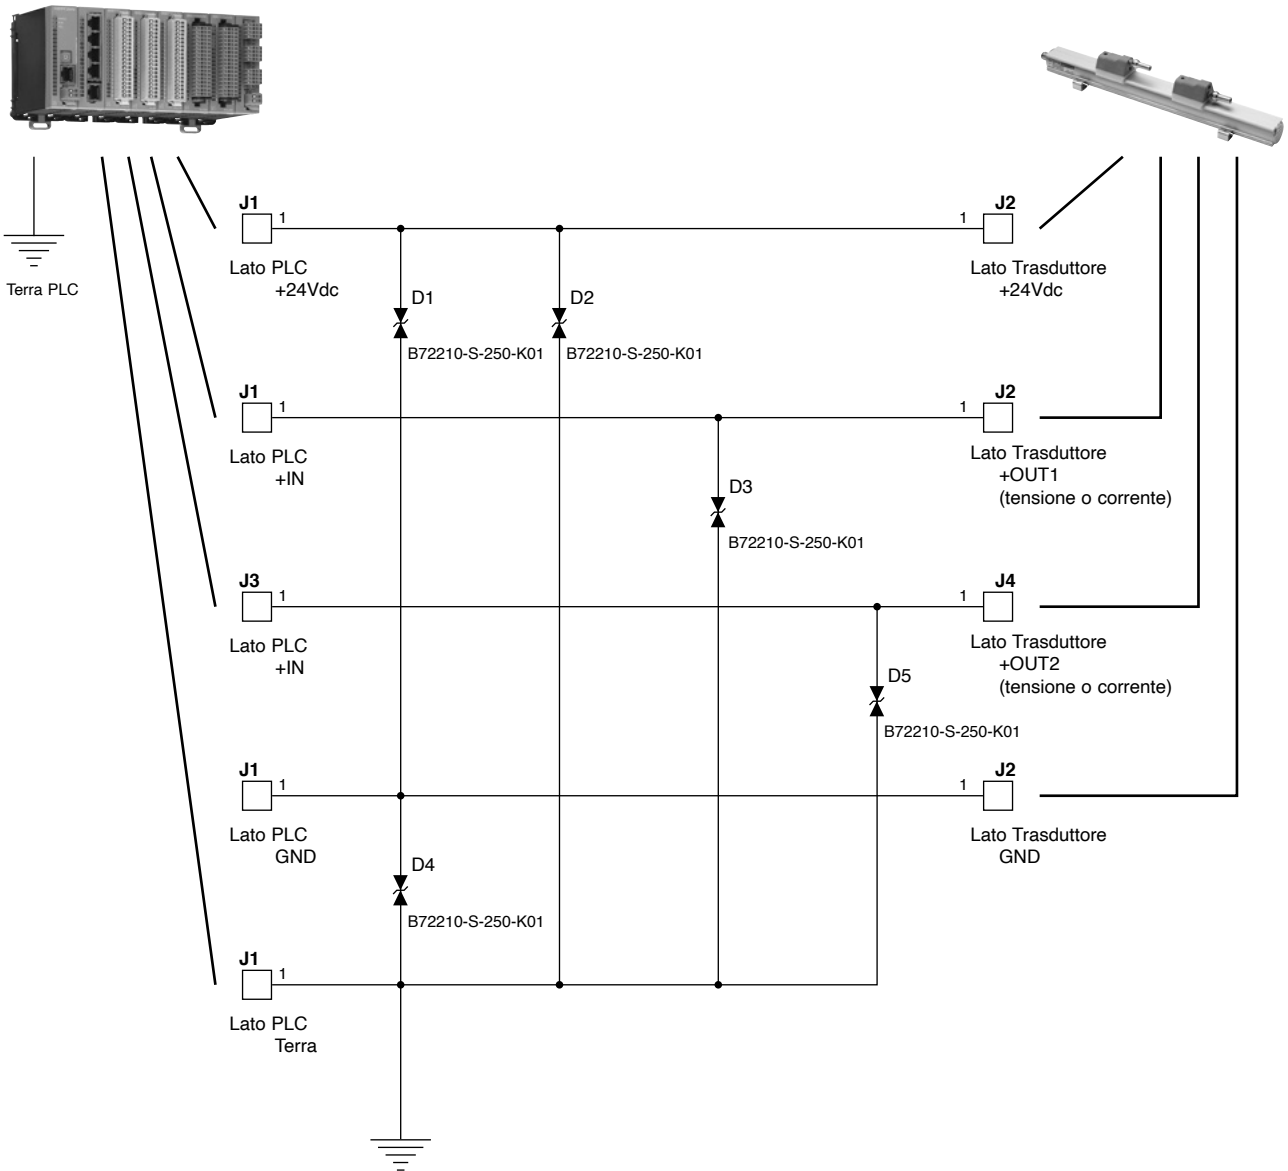 Terra PLC
J1
1
Lato PLC
+24Vdc
1
J2
Lato Trasduttore
+24Vdc
D1
B72210-S-250-K01
D2
B72210-S-250-K01
J1
1
Lato PLC
+IN
1
J2
Lato Trasduttore
+OUT1
(tensione o corrente)
D3
B72210-S-250-K01
J3
1
Lato PLC
+IN
1
J4
Lato Trasduttore
+OUT2
(tensione o corrente)
D5
B72210-S-250-K01
J1
1
Lato PLC
GND
1
J2
Lato Trasduttore
GND
D4
B72210-S-250-K01
J1
1
Lato PLC
Terra